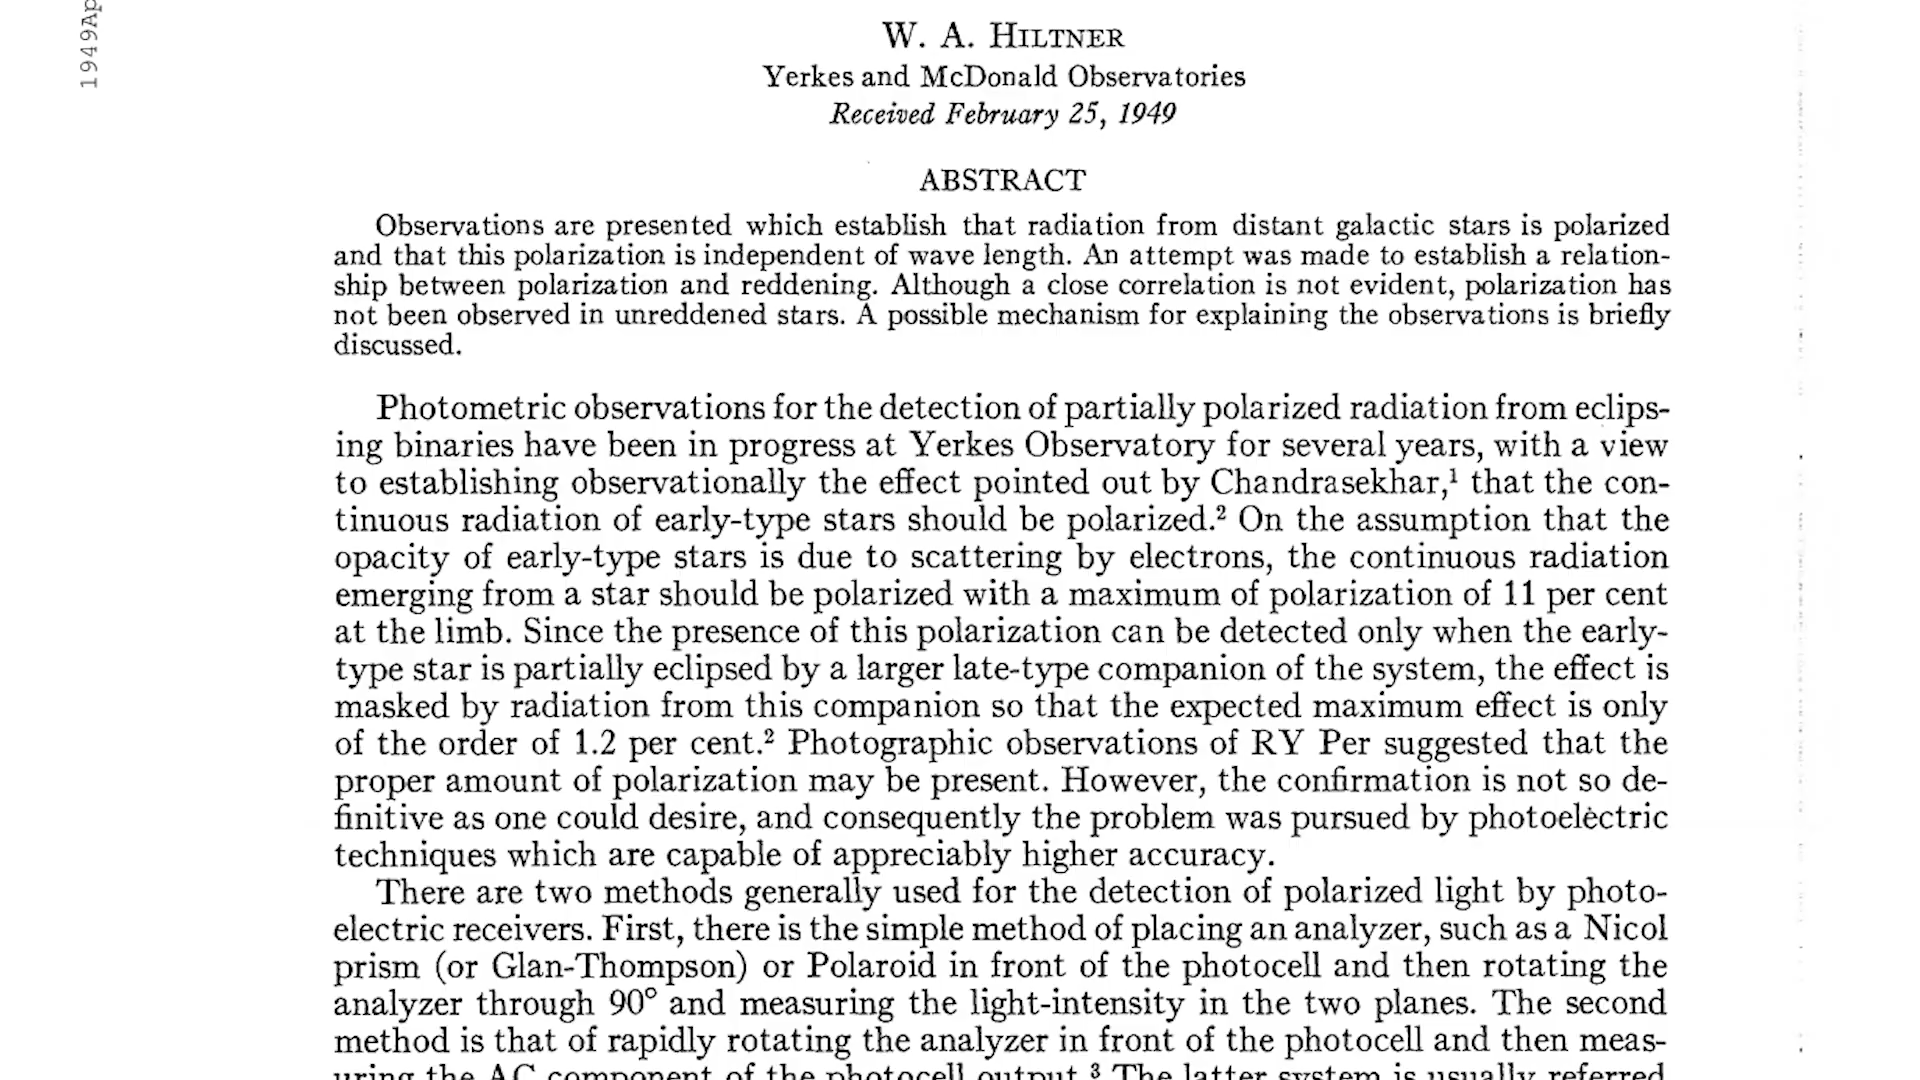 1949Ap
W. A. HILTNER
Yerkes and McDonald Observatories
Received February 25, 1949
ABSTRACT
Observations are presented which establish that radiation from distant galactic stars is polarized
and that this polarization is independent of wave length. An attempt was made to establish a relation-
ship between polarization and reddening. Although a close correlation is not evident, polarization has
not been observed in unreddened stars. A possible mechanism for explaining the observations is briefly
discussed.
Photometric observations for the detection of partially polarized radiation from eclips-
ing binaries have been in progress at Yerkes Observatory for several years, with a view
to establishing observationally the effect pointed out by Chandrasekhar,¹ that the con-
tinuous radiation of early-type stars should be polarized.² On the assumption that the
opacity of early-type stars is due to scattering by electrons, the continuous radiation
emerging from a star should be polarized with a maximum of polarization of 11 per cent
at the limb. Since the presence of this polarization can be detected only when the early-
type star is partially eclipsed by a larger late-type companion of the system, the effect is
masked by radiation from this companion so that the expected maximum effect is only
of the order of 1.2 per cent.² Photographic observations of RY Per suggested that the
proper amount of polarization may be present. However, the confirmation is not so de-
finitive as one could desire, and consequently the problem was pursued by photoelectric
techniques which are capable of appreciably higher accuracy.
There are two methods generally used for the detection of polarized light by photo-
electric receivers. First, there is the simple method of placing an analyzer, such as a Nicol
prism (or Glan-Thompson) or Polaroid in front of the photocell and then rotating the
analyzer through 90° and measuring the light-intensity in the two planes. The second
method is that of rapidly rotating the analyzer in front of the photocell and then meas-
uring the AC component of the photocell output.³ The latter system is usually referred